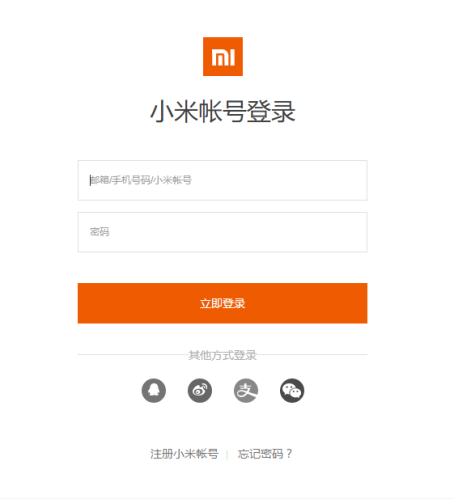 mi
小米帐号登录
邮箱/手机号码/小米帐号
密码
立即登录
其他方式登录
注册小米帐号 | 忘记密码？